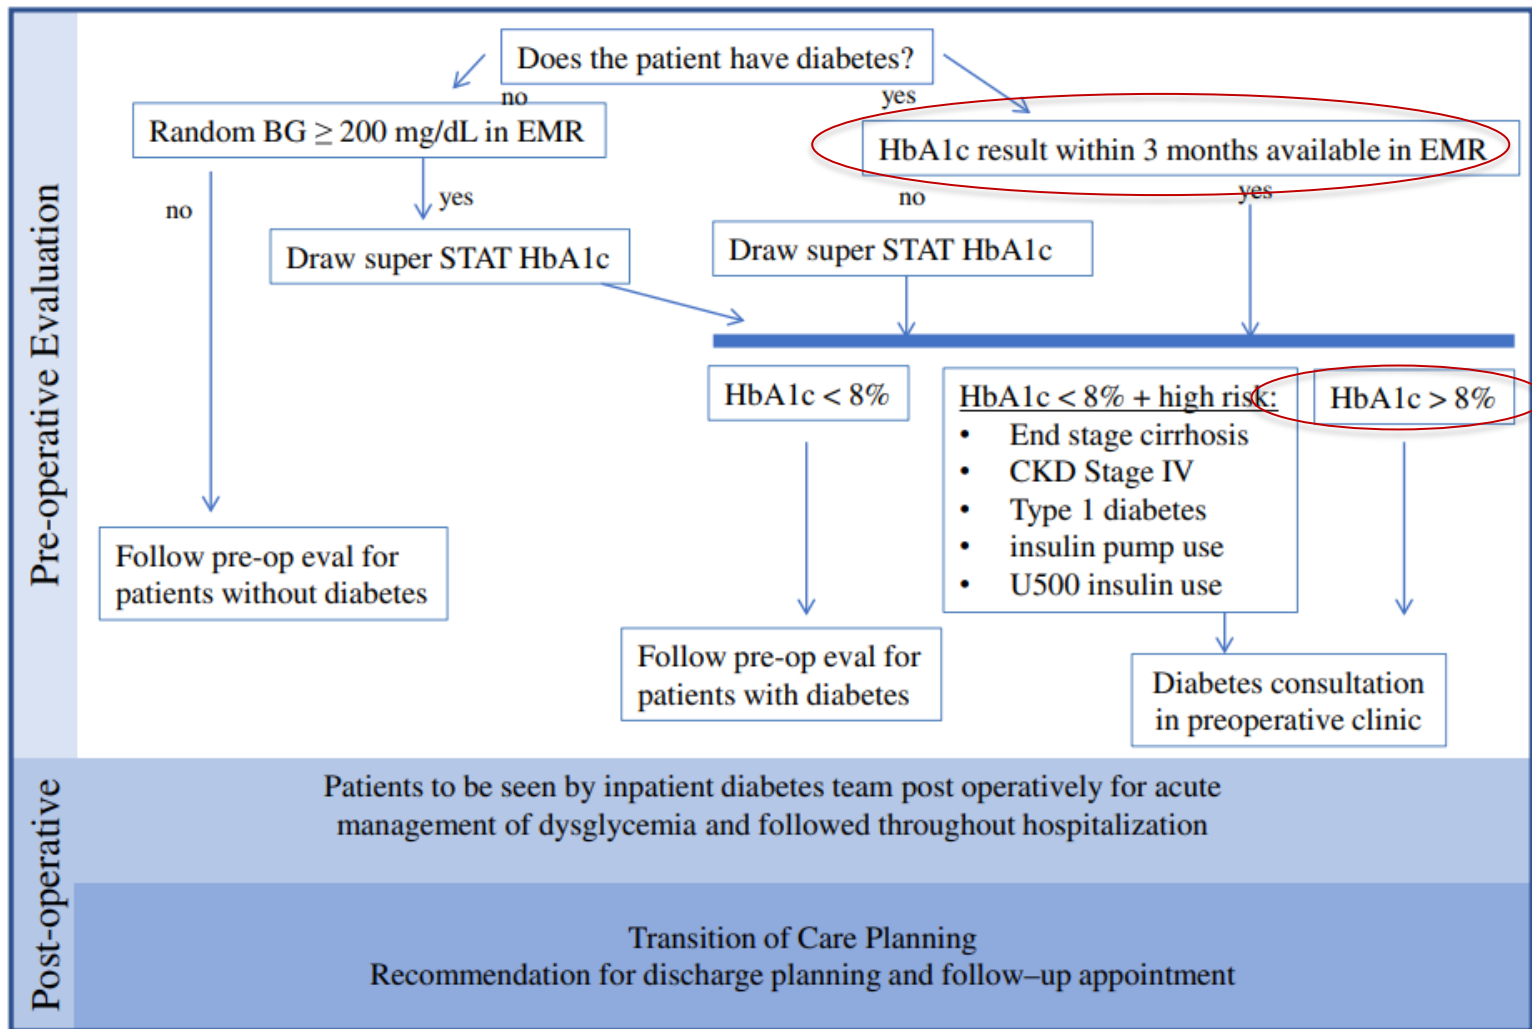 Pre-operative Evaluation
Does the patient have diabetes?
no
yes
Random BG ≥ 200 mg/dL in EMR
HbA1c result within 3 months available in EMR
no
yes
no
yes
Draw super STAT HbA1c
Draw super STAT HbA1c
HbA1c < 8%
HbA1c < 8% + high risk:
• End stage cirrhosis
• CKD Stage IV
• Type 1 diabetes
• insulin pump use
• U500 insulin use
HbA1c > 8%
Follow pre-op eval for
patients without diabetes
Follow pre-op eval for
patients with diabetes
Diabetes consultation
in preoperative clinic
Post-operative
Patients to be seen by inpatient diabetes team post operatively for acute
management of dysglycemia and followed throughout hospitalization
Transition of Care Planning
Recommendation for discharge planning and follow–up appointment